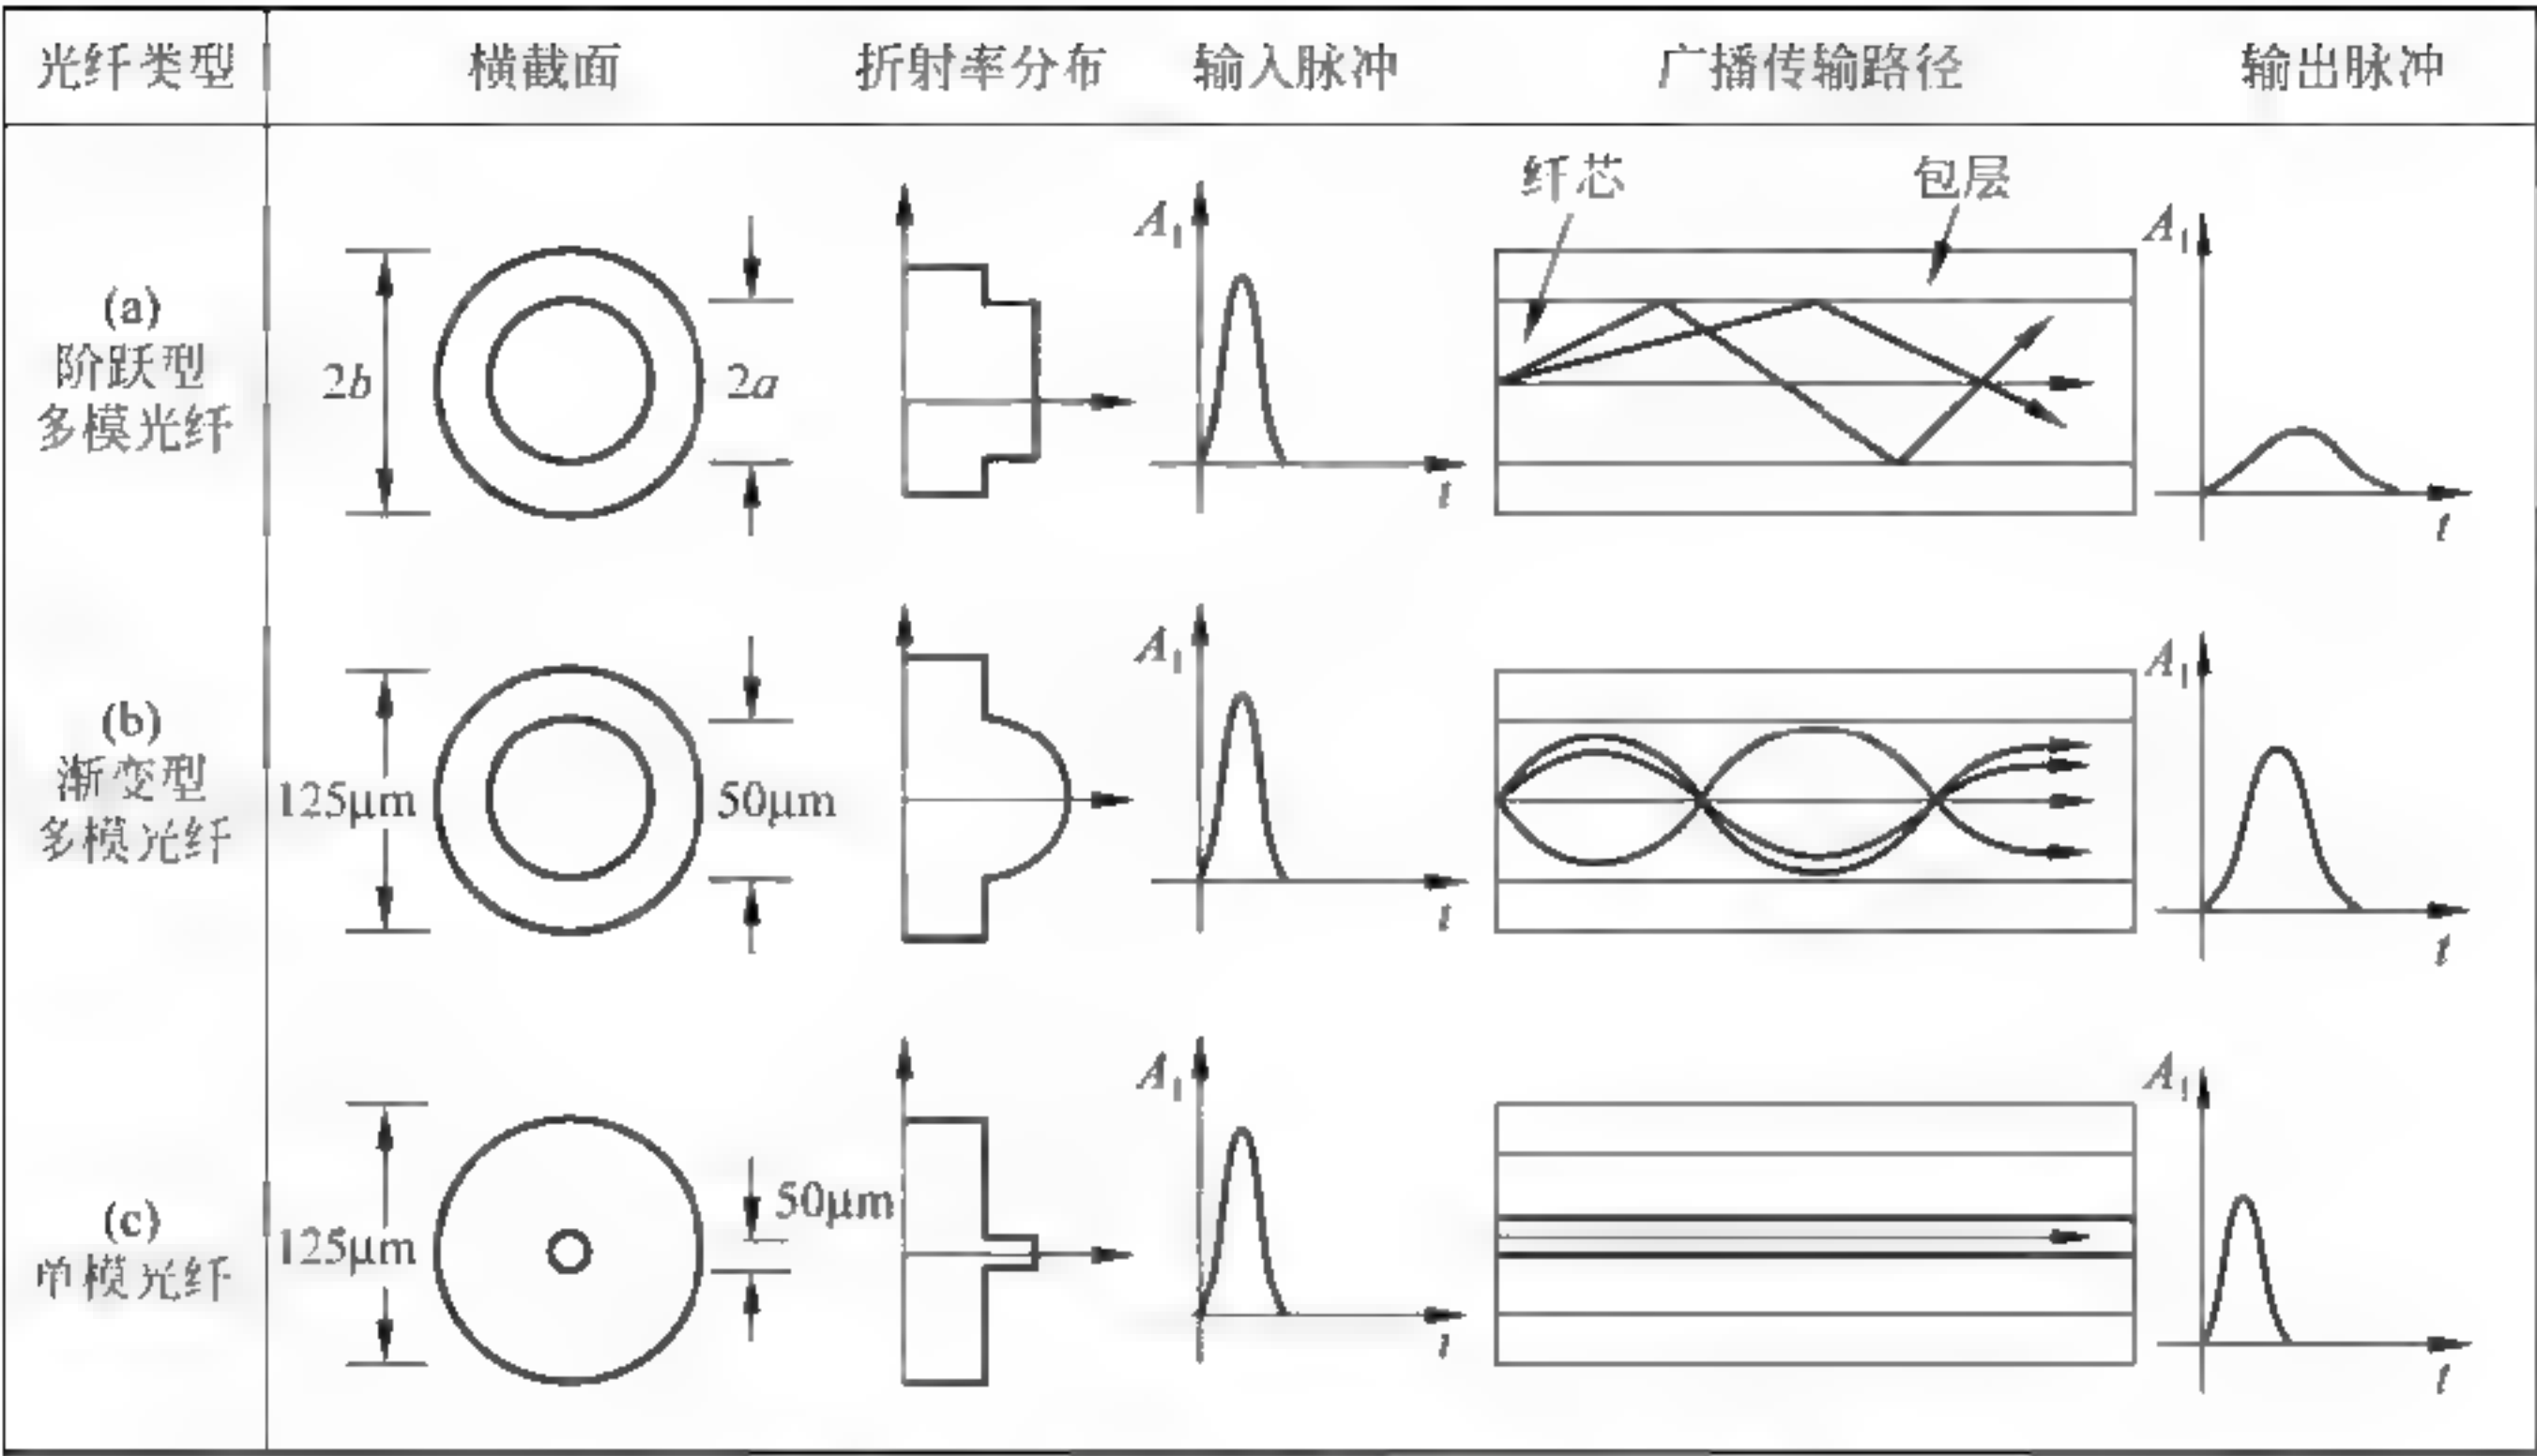 光纤类型 横截面 折射率分布 输入脉冲 广播传输路径 输出脉冲
(a)
阶跃型
多模光纤
2b
2a
A1
t
纤芯
包层
A1
t
(b)
渐变型
多模光纤
125μm
50μm
A1
t
A1
t
(c)
单模光纤
125μm
50μm
A1
t
A1
t